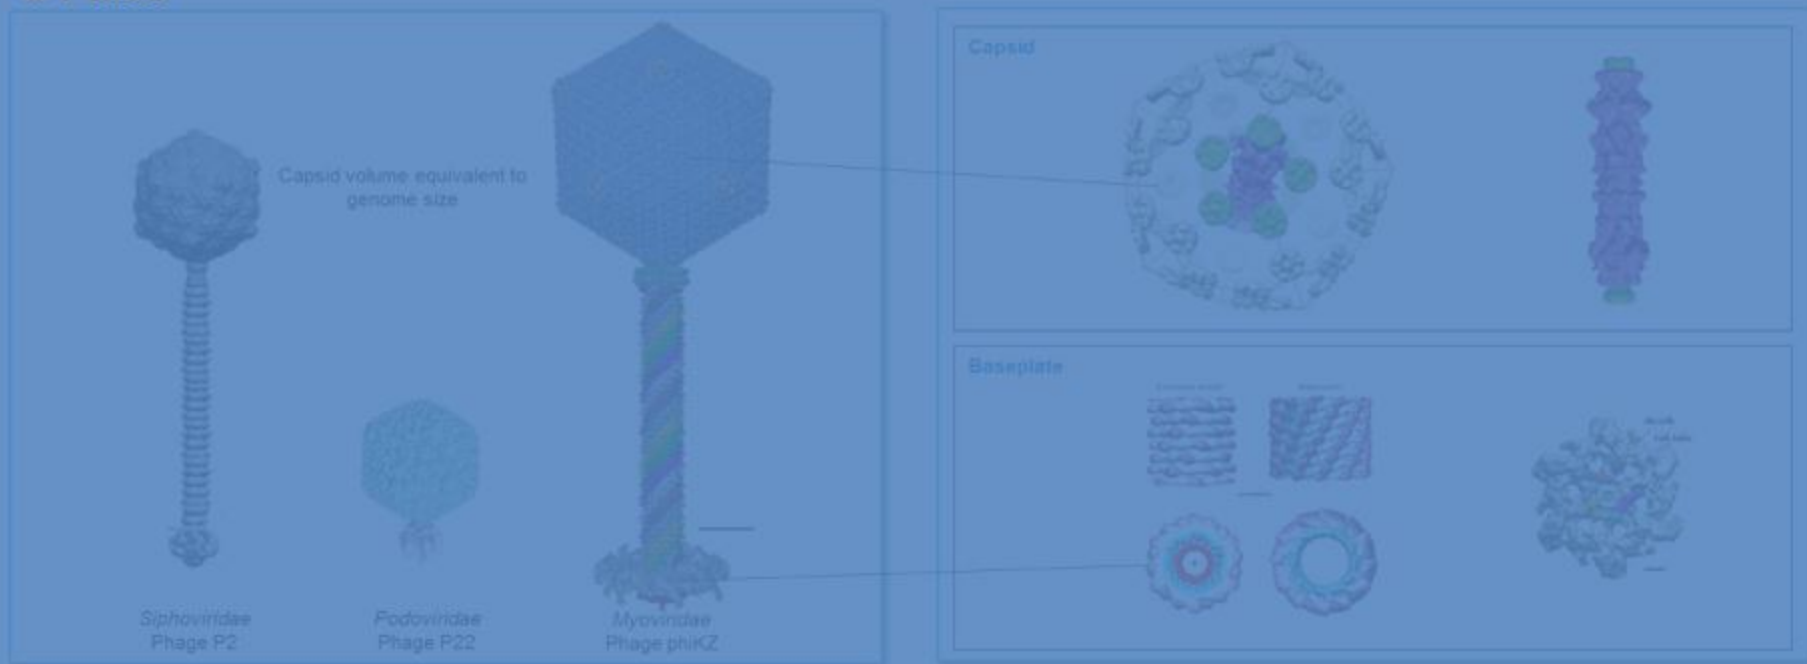 Capsid
Capsid volume equivalent to
genome size
Baseplate
Siphoviridae
Phage P2
Podoviridae
Phage P22
Myoviridae
Phage phiKZ